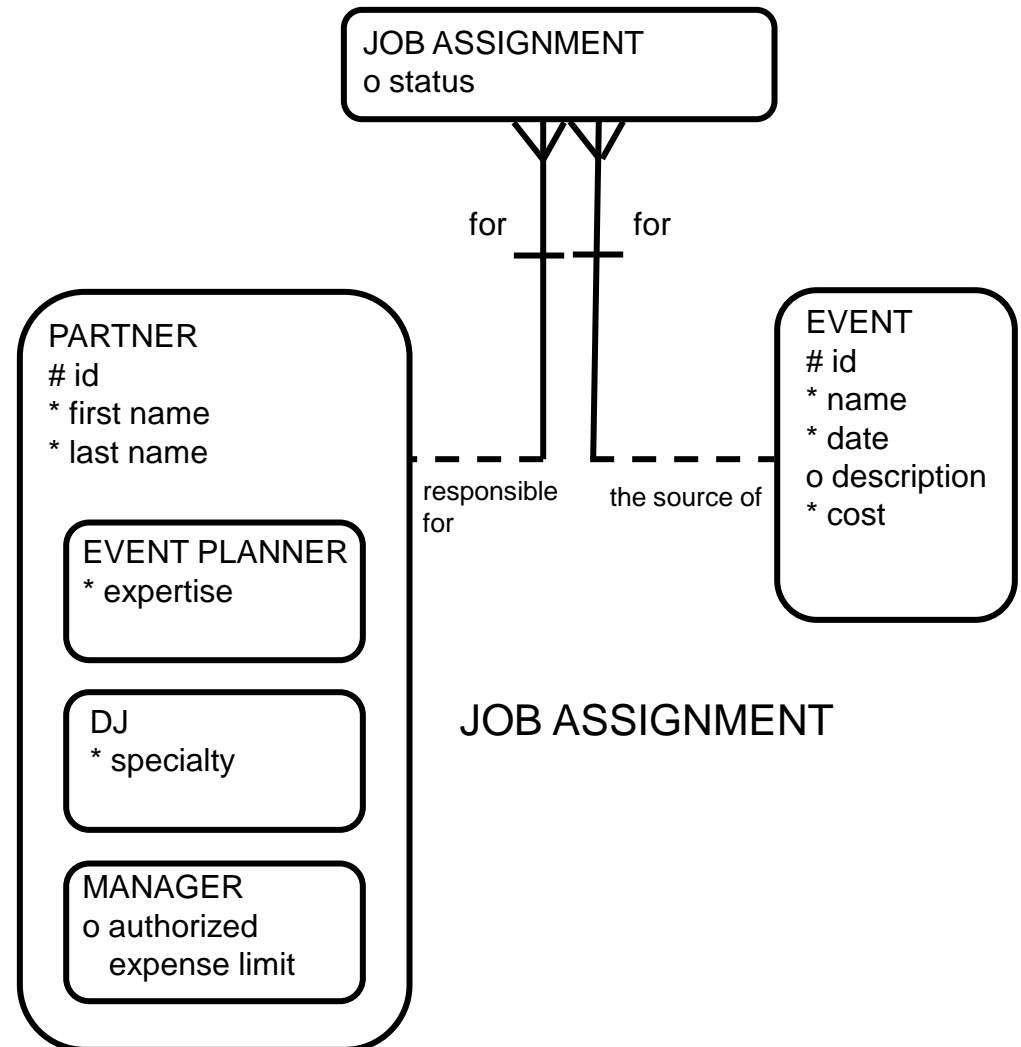 JOB ASSIGNMENT
o status
for
for
PARTNER
# id
* first name
* last name
responsible
for
the source of
EVENT
# id
* name
* date
o description
* cost
EVENT PLANNER
* expertise
DJ
* specialty
JOB ASSIGNMENT
MANAGER
o authorized
expense limit